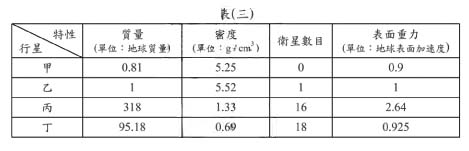 表(三)
特性
行星
質量
(單位：地球質量)
密度
(單位：g/cm³)
衛星數目
表面重力
(單位：地球表面加速度)
甲 0.81 5.25 0 0.9
乙 1 5.52 1 1
丙 318 1.33 16 2.64
丁 95.18 0.69 18 0.925